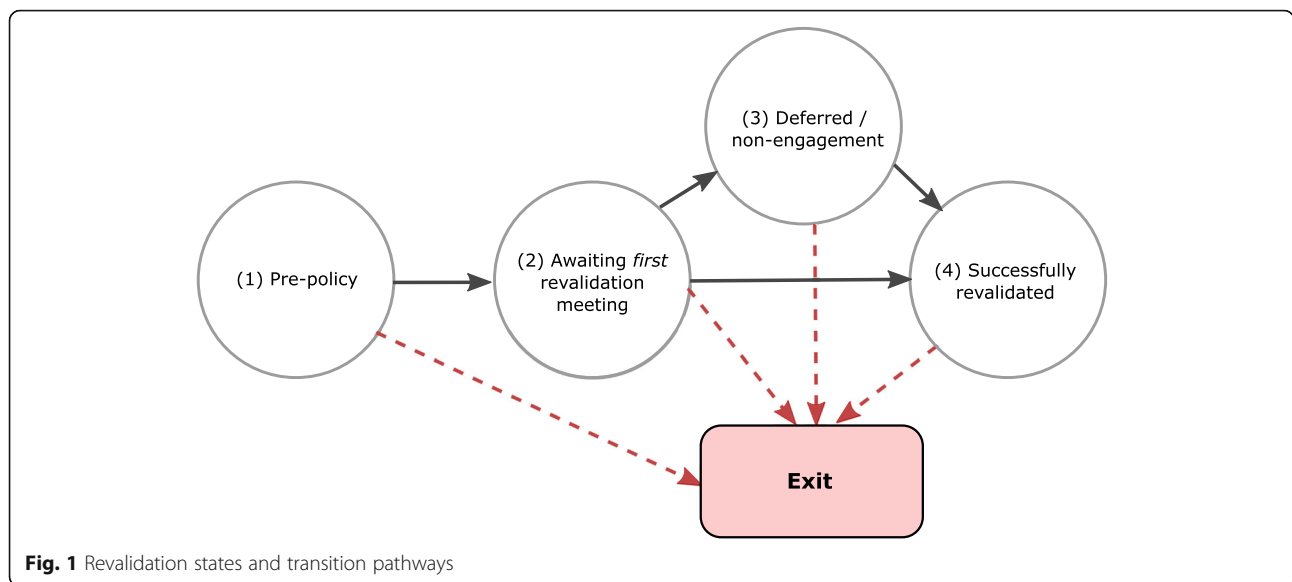 (1) Pre-policy
(2) Awaiting first
revalidation
meeting
(3) Deferred /
non-engagement
(4) Successfully
revalidated
Exit
Fig. 1 Revalidation states and transition pathways